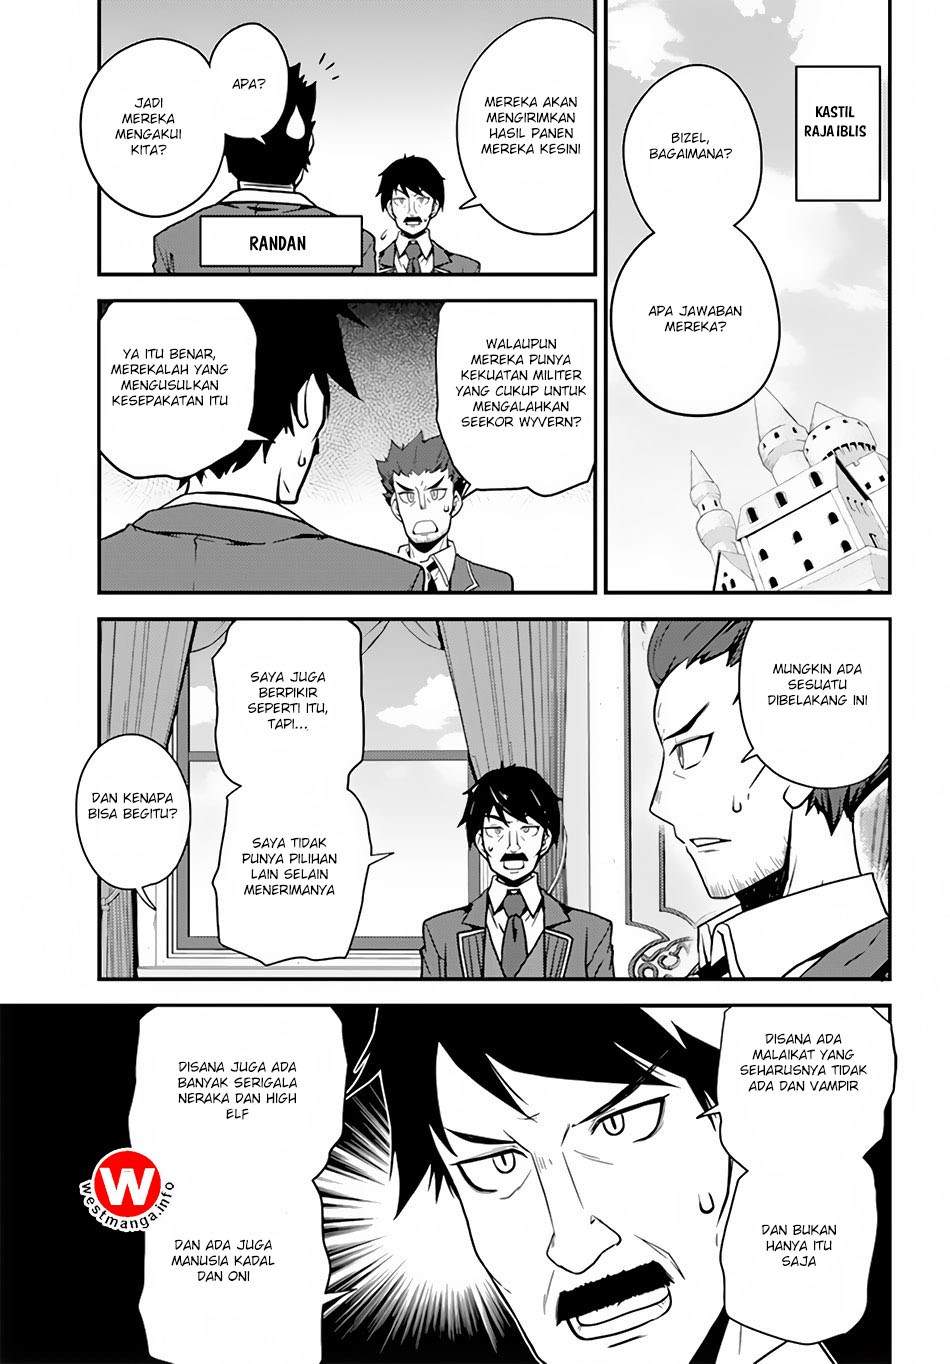 KASTIL
RAJA IBLIS
BIZEL,
BAGAIMANA?
APA JAWABAN
MEREKA?
MEREKA AKAN
MENGIRIMKAN
HASIL PANEN
MEREKA KESINI
APA?
JADI
MEREKA
MENGAKUI
KITA?
RANDAN
WALAUPUN
MEREKA PUNYA
KEKUATAN MILITER
YANG CUKUP UNTUK
MENGALAHKAN
SEEKOR WYVERN?
YA ITU BENAR,
MEREKALAH YANG
MENGUSULKAN
KESEPAKATAN ITU
MUNGKIN ADA
SESUATU
DIBELAKANG INI
SAYA JUGA
BERPIKIR
SEPERTI ITU,
TAPI...
SAYA TIDAK
PUNYA PILIHAN
LAIN SELAIN
MENERIMANYA
DAN KENAPA
BISA BEGITU?
DISANA ADA
MALAIKAT YANG
SEHARUSNYA TIDAK
ADA DAN VAMPIR
DAN BUKAN
HANYA ITU
SAJA
DISANA JUGA ADA
BANYAK SERIGALA
NERAKA DAN HIGH
ELF
DAN ADA JUGA
MANUSIA KADAL
DAN ONI
W
westmanga.info